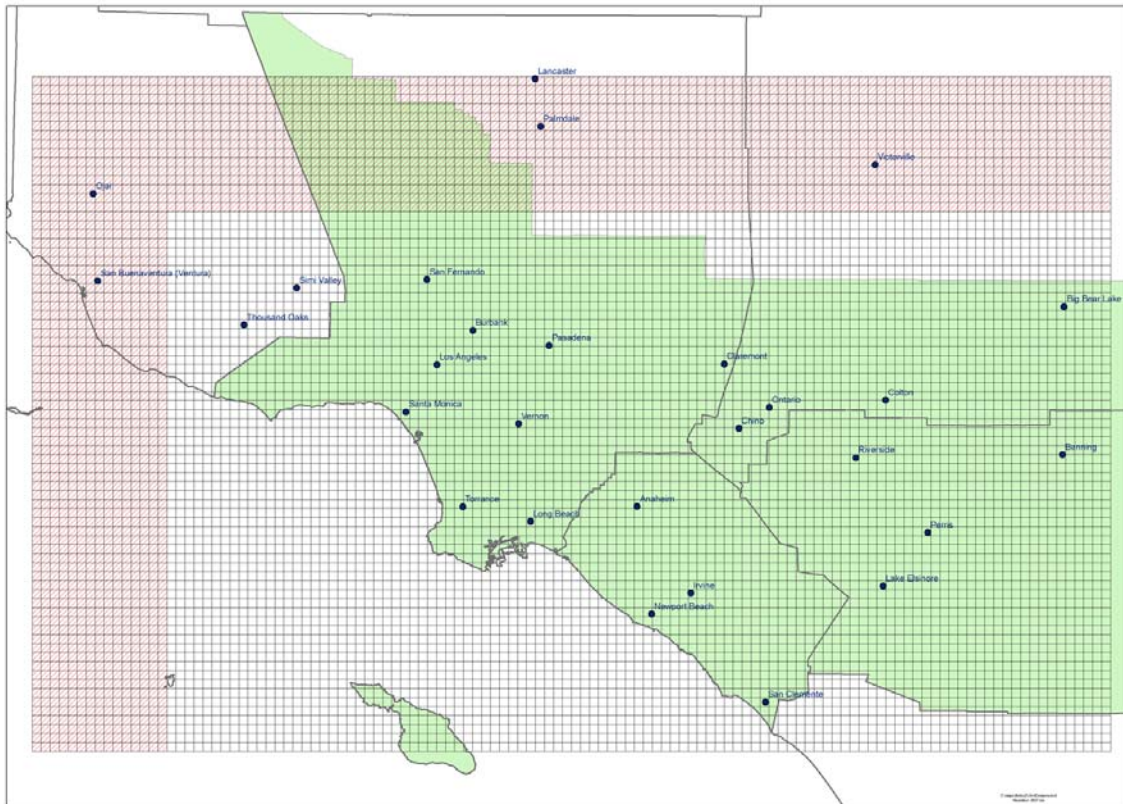 Lancaster
Palmdale
Victorville
Ojai
San Buenaventura (Ventura)
Simi Valley
San Fernando
Big Bear Lake
Thousand Oaks
Burbank
Pasadena
Los Angeles
Claremont
Santa Monica
Ontario
Colton
Vernon
Chino
Riverside
Banning
Torrance
Long Beach
Anaheim
Perris
Irvine
Lake Elsinore
Newport Beach
San Clemente